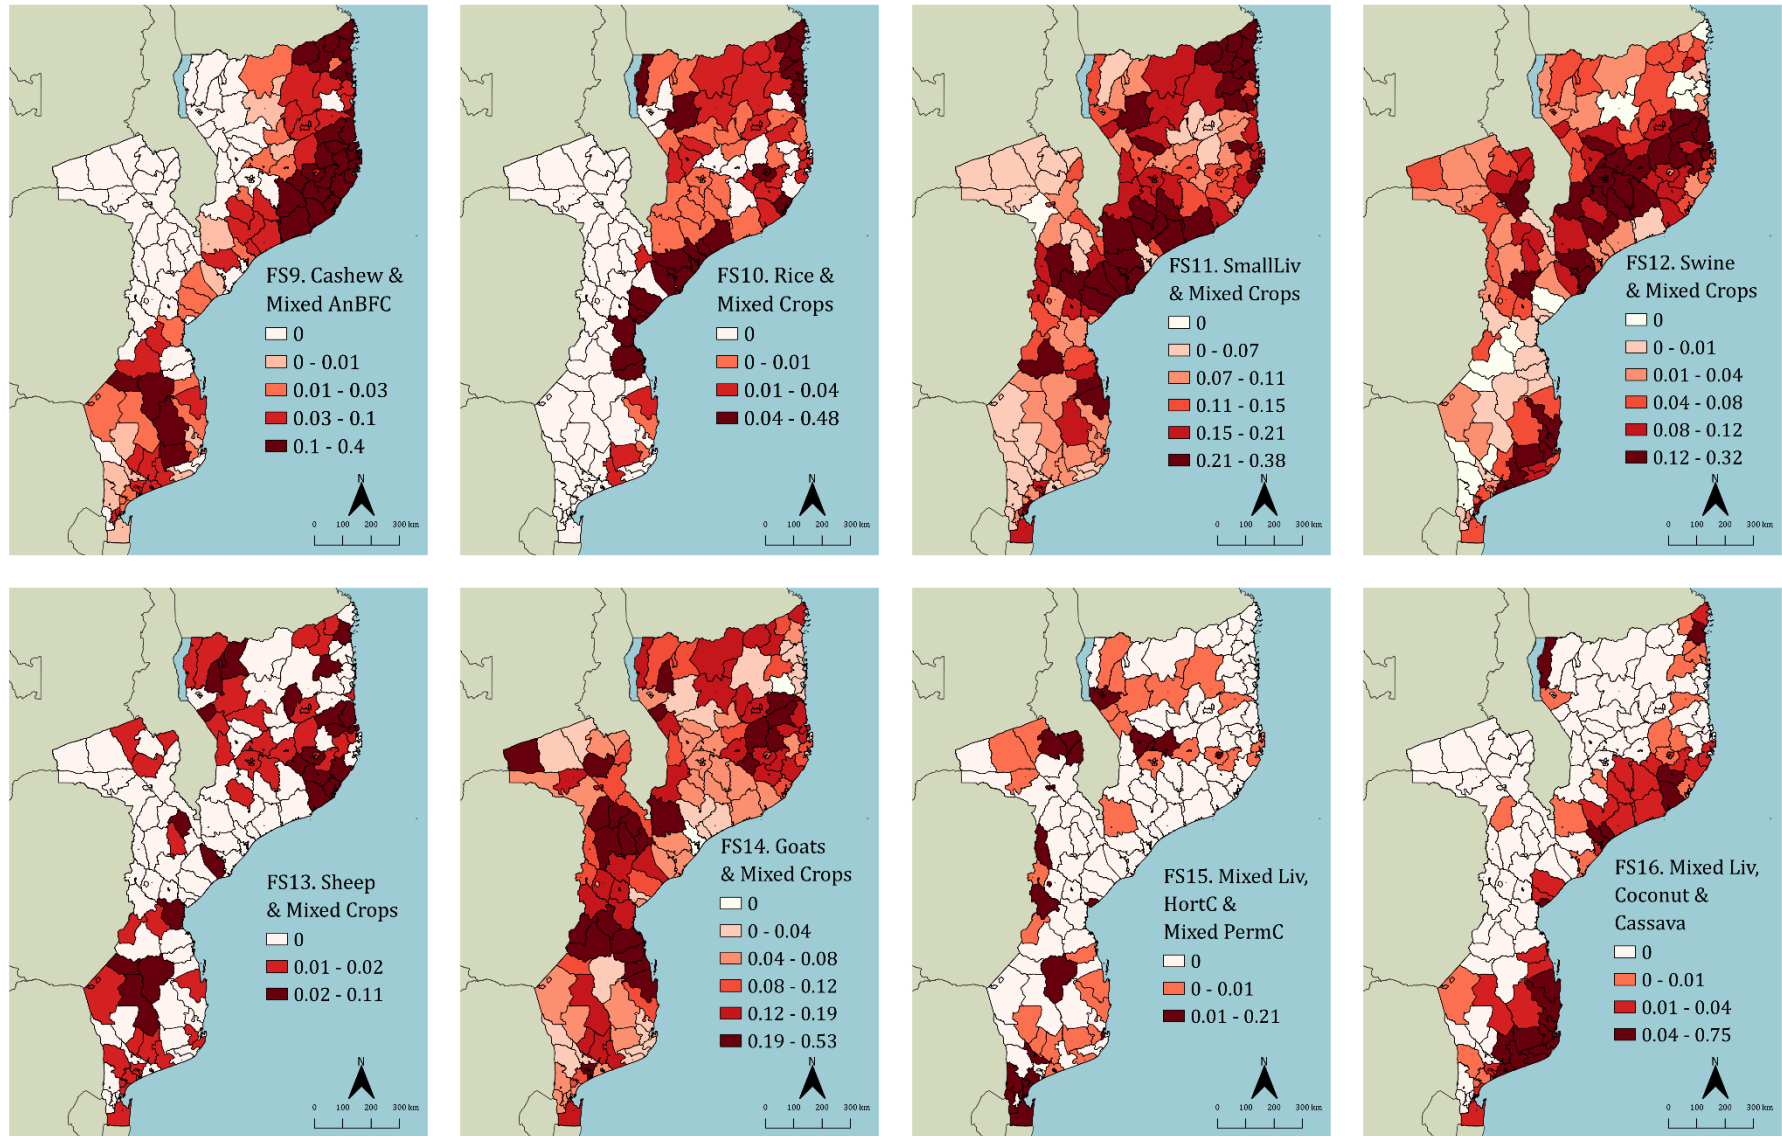 FS9. Cashew &
Mixed AnBFC
0
0 - 0.01
0.01 - 0.03
0.03 - 0.1
0.1 - 0.4
N
0 100 200 300 km
FS10. Rice &
Mixed Crops
0
0 - 0.01
0.01 - 0.04
0.04 - 0.48
N
0 100 200 300 km
FS11. SmallLiv
& Mixed Crops
0
0 - 0.07
0.07 - 0.11
0.11 - 0.15
0.15 - 0.21
0.21 - 0.38
N
0 100 200 300 km
FS12. Swine
& Mixed Crops
0
0 - 0.01
0.01 - 0.04
0.04 - 0.08
0.08 - 0.12
0.12 - 0.32
N
0 100 200 300 km
FS13. Sheep
& Mixed Crops
0
0.01 - 0.02
0.02 - 0.11
N
0 100 200 300 km
FS14. Goats
& Mixed Crops
0
0 - 0.04
0.04 - 0.08
0.08 - 0.12
0.12 - 0.19
0.19 - 0.53
N
0 100 200 300 km
FS15. Mixed Liv,
HortC &
Mixed PermC
0
0 - 0.01
0.01 - 0.21
N
0 100 200 300 km
FS16. Mixed Liv,
Coconut &
Cassava
0
0 - 0.01
0.01 - 0.04
0.04 - 0.75
N
0 100 200 300 km